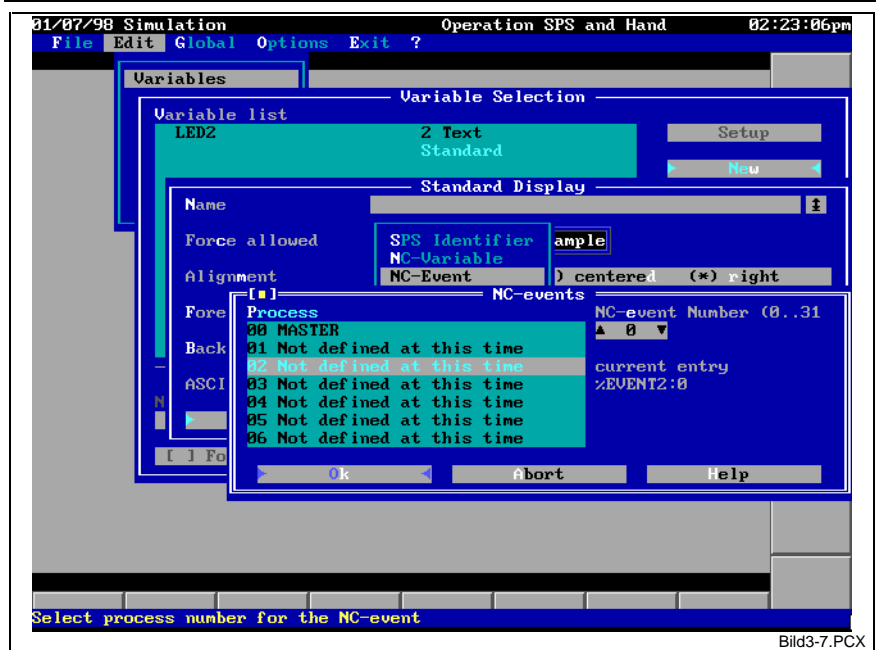 01/07/98 Simulation Operation SPS and Hand 02:23:06pm
File Edit Global Options Exit ?
Variables
Variable Selection
Variable list
LED2 2 Text Setup
Standard
New
Standard Display
Name
Force allowed SPS Identifier ample
NC-Variable
Alignment NC-Event ) centered (*) right
NC-events
Fore Process NC-event Number (0..31
00 MASTER 0
Back 01 Not defined at this time
02 Not defined at this time current entry
ASCI 03 Not defined at this time %EVENT2:0
N 04 Not defined at this time
05 Not defined at this time
06 Not defined at this time
[ ] Fo
Ok Abort Help
Select process number for the NC-event
Bild3-7.PCX